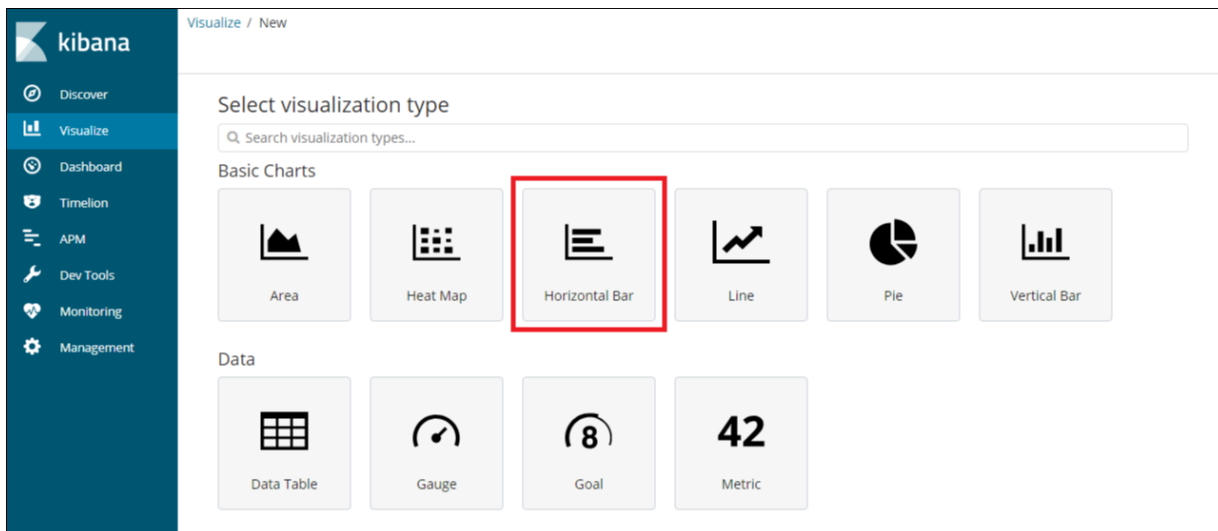 kibana
Discover
Visualize
Dashboard
Timelion
APM
Dev Tools
Monitoring
Management
Visualize / New
Select visualization type
Search visualization types...
Basic Charts
Area
Heat Map
Horizontal Bar
Line
Pie
Vertical Bar
Data
8
42
Data Table
Gauge
Goal
Metric